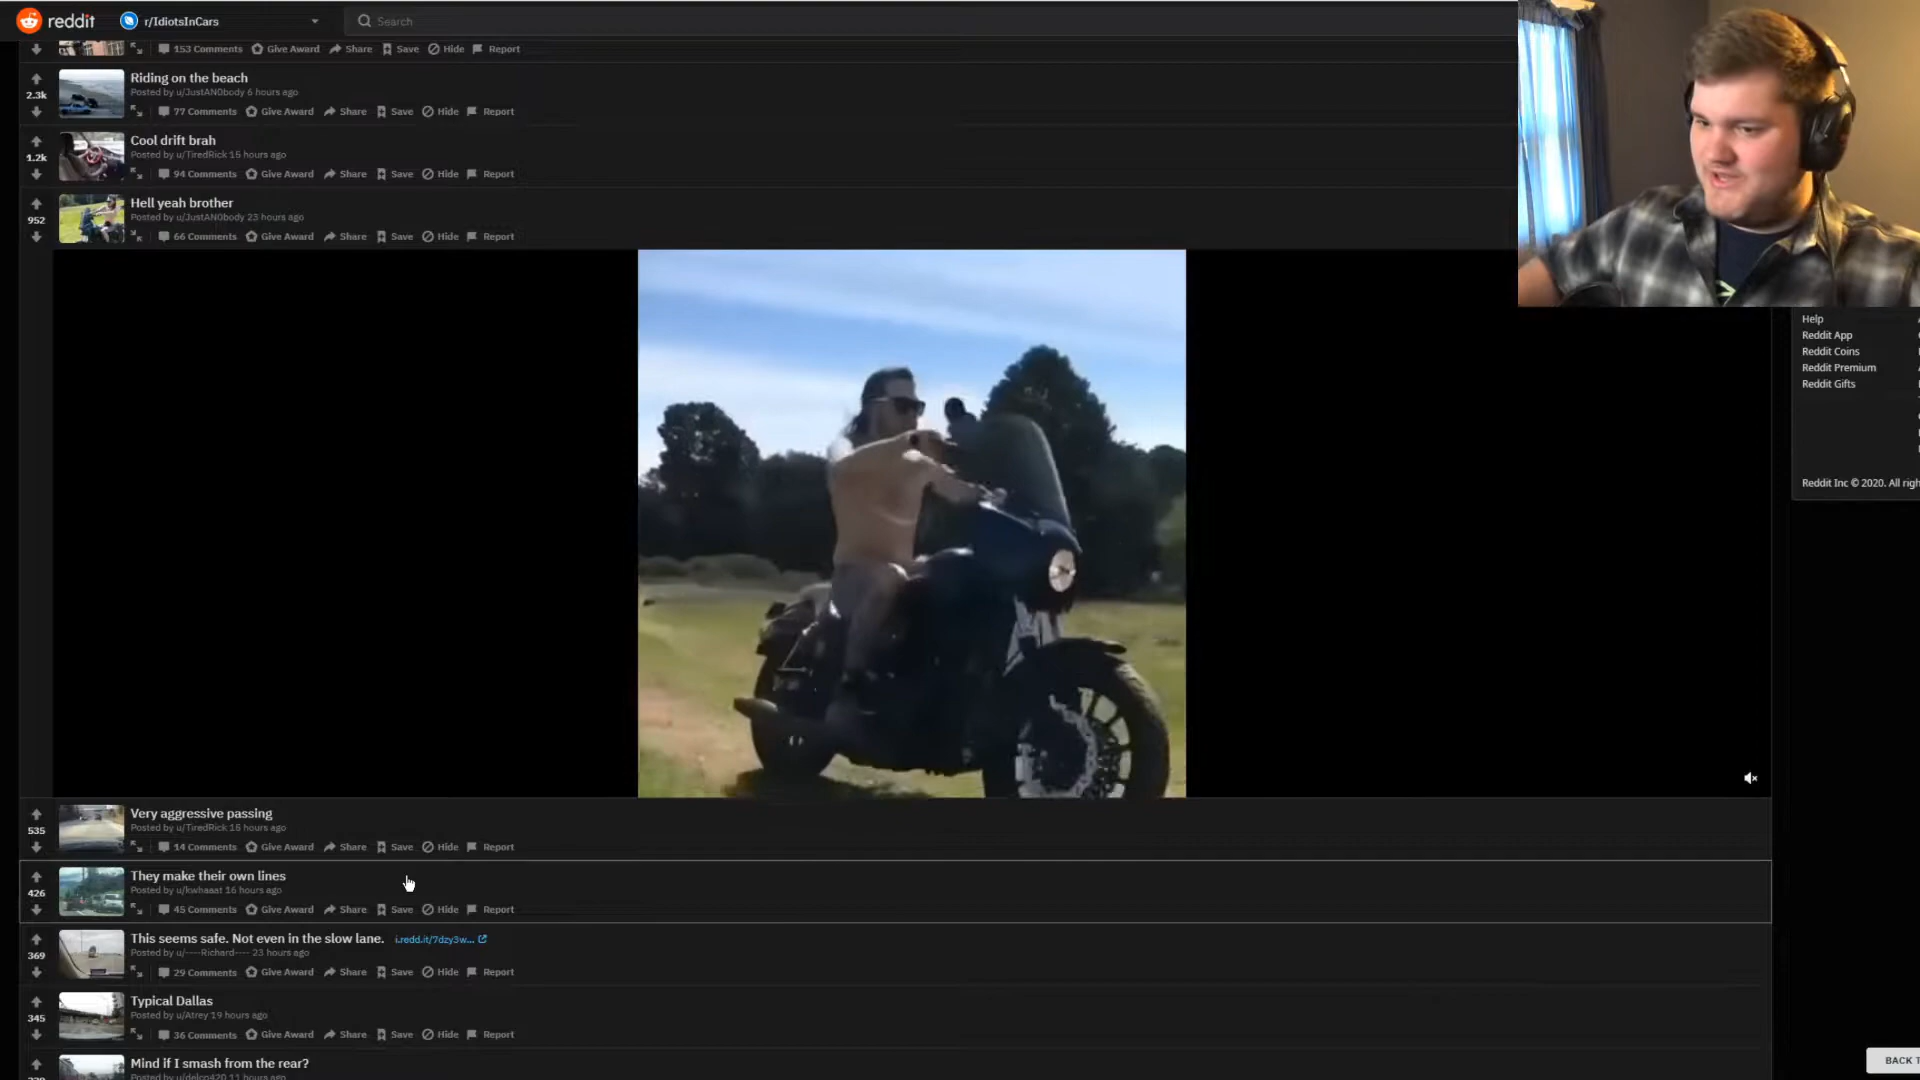 reddit r/IdiotsInCars Search
153 Comments Give Award Share Save Hide Report
Riding on the beach
Posted by u/JustAN0body 6 hours ago
2.3k
77 Comments Give Award Share Save Hide Report
Cool drift brah
Posted by u/TiredRick 15 hours ago
1.2k
94 Comments Give Award Share Save Hide Report
Hell yeah brother
Posted by u/JustAN0body 23 hours ago
952
66 Comments Give Award Share Save Hide Report
Help
Reddit App
Reddit Coins
Reddit Premium
Reddit Gifts
Reddit Inc © 2020. All righ
Very aggressive passing
Posted by u/TiredRick 15 hours ago
535
14 Comments Give Award Share Save Hide Report
They make their own lines
Posted by u/kwhaaat 16 hours ago
426
45 Comments Give Award Share Save Hide Report
This seems safe. Not even in the slow lane. i.redd.it/7dzy3w...
Posted by u/----Richard---- 23 hours ago
369
29 Comments Give Award Share Save Hide Report
Typical Dallas
Posted by u/Atrey 19 hours ago
345
36 Comments Give Award Share Save Hide Report
Mind if I smash from the rear?
Posted by u/delcp420 11 hours ago
BACK T